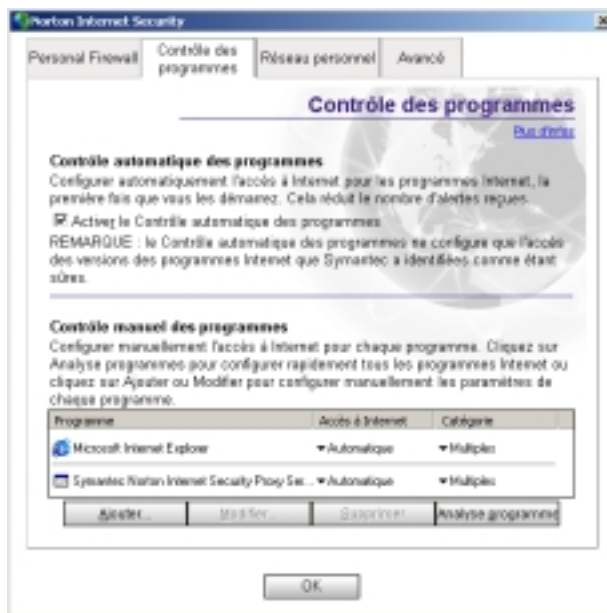 Norton Internet Security
Personal Firewall
Contrôle des
programmes
Réseau personnel
Avancé
Contrôle des programmes
Plus d'infos
Contrôle automatique des programmes
Configurer automatiquement l'accès à Internet pour les programmes Internet, la
première fois que vous les démarrez. Cela réduit le nombre d'alertes reçues.
Activer le Contrôle automatique des programmes
REMARQUE : le Contrôle automatique des programmes ne configure que l'accès
des versions des programmes Internet que Symantec a identifiées comme étant
sûres.
Contrôle manuel des programmes
Configurer manuellement l'accès à Internet pour chaque programme. Cliquez sur
Analyse programmes pour configurer rapidement tous les programmes Internet ou
cliquez sur Ajouter ou Modifier pour configurer manuellement les paramètres de
chaque programme.
Programme Accès à Internet Catégorie
Microsoft Internet Explorer Automatique Multiples
Symantec Norton Internet Security Proxy Ser... Automatique Multiples
Ajouter... Modifier... Supprimer Analyse programme
OK